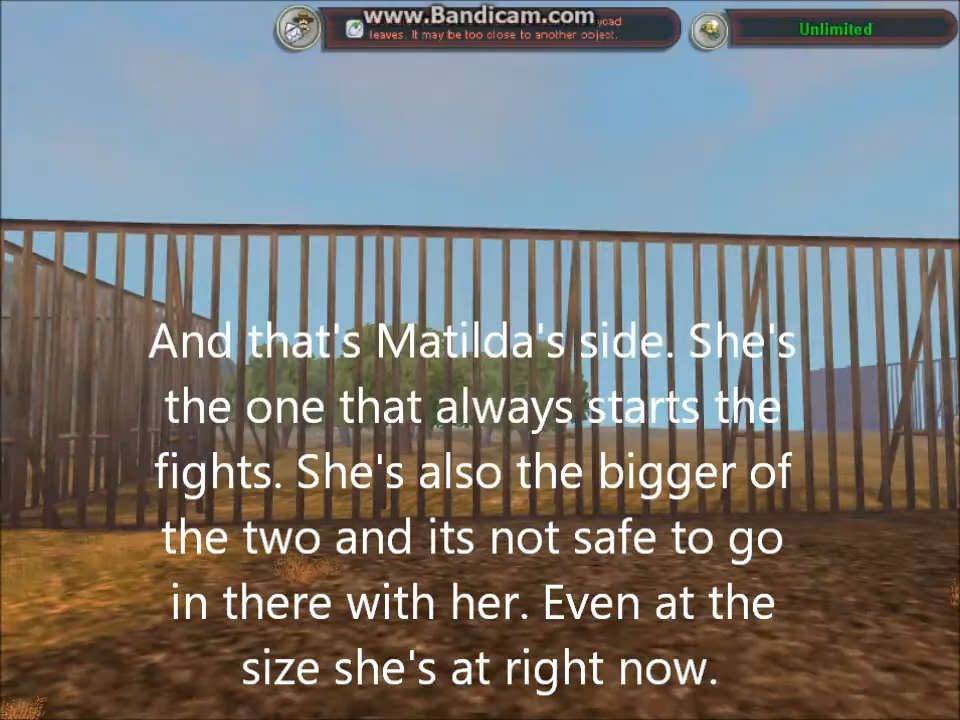 www.Bandicam.com
leaves. It may be too close to another object.
Unlimited
And that's Matilda's side. She's
the one that always starts the
fights. She's also the bigger of
the two and its not safe to go
in there with her. Even at the
size she's at right now.